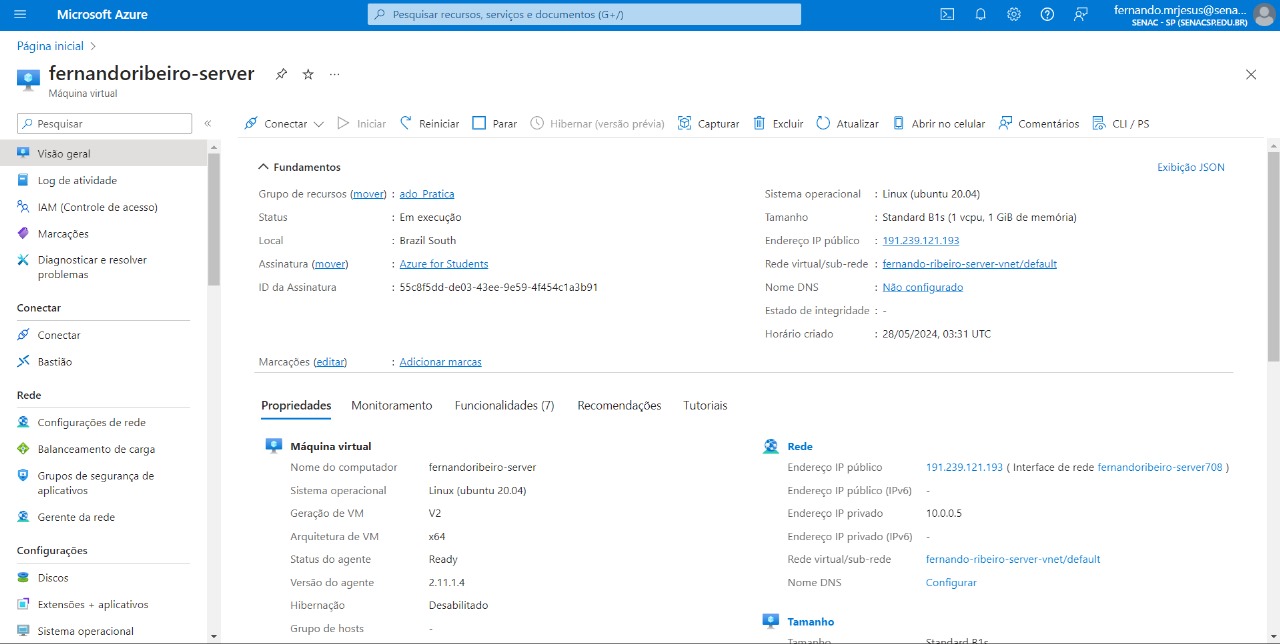 Microsoft Azure
Pesquisar recursos, serviços e documentos (G+/)
fernando.mrjesus@sena...
SENAC - SP (SENACSP.EDU.BR)
Página inicial
fernandoribeiro-server
Máquina virtual
Pesquisar
Conectar
Iniciar
Reiniciar
Parar
Hibernar (versão prévia)
Capturar
Excluir
Atualizar
Abrir no celular
Comentários
CLI / PS
Visão geral
Log de atividade
IAM (Controle de acesso)
Marcações
Diagnosticar e resolver
problemas
Conectar
Conectar
Bastião
Rede
Configurações de rede
Balanceamento de carga
Grupos de segurança de
aplicativos
Gerente da rede
Configurações
Discos
Extensões + aplicativos
Sistema operacional
Fundamentos
Exibição JSON
Grupo de recursos (mover) : ado_Pratica
Status : Em execução
Local : Brazil South
Assinatura (mover) : Azure for Students
ID da Assinatura : 55c8f5dd-de03-43ee-9e59-4f454c1a3b91
Sistema operacional : Linux (ubuntu 20.04)
Tamanho : Standard B1s (1 vcpu, 1 GiB de memória)
Endereço IP público : 191.239.121.193
Rede virtual/sub-rede : fernando-ribeiro-server-vnet/default
Nome DNS : Não configurado
Estado de integridade : -
Horário criado : 28/05/2024, 03:31 UTC
Marcações (editar) : Adicionar marcas
Propriedades
Monitoramento
Funcionalidades (7)
Recomendações
Tutoriais
Máquina virtual
Nome do computador fernandoribeiro-server
Sistema operacional Linux (ubuntu 20.04)
Geração de VM V2
Arquitetura de VM x64
Status do agente Ready
Versão do agente 2.11.1.4
Hibernação Desabilitado
Grupo de hosts -
Rede
Endereço IP público 191.239.121.193 ( Interface de rede fernandoribeiro-server708 )
Endereço IP público (IPv6) -
Endereço IP privado 10.0.0.5
Endereço IP privado (IPv6) -
Rede virtual/sub-rede fernando-ribeiro-server-vnet/default
Nome DNS Configurar
Tamanho
Tamanho Standard B1s